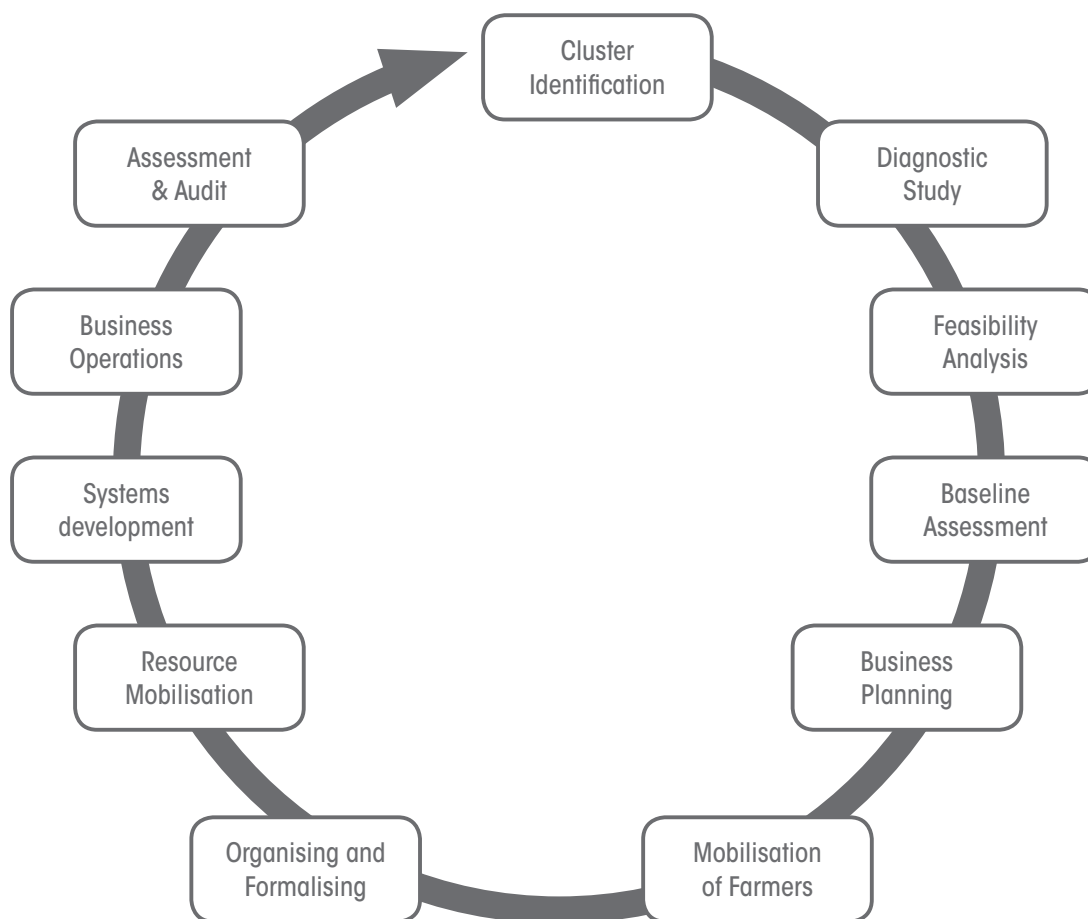 Cluster
Identification
Diagnostic
Study
Feasibility
Analysis
Baseline
Assessment
Business
Planning
Mobilisation
of Farmers
Organising and
Formalising
Resource
Mobilisation
Systems
development
Business
Operations
Assessment
& Audit